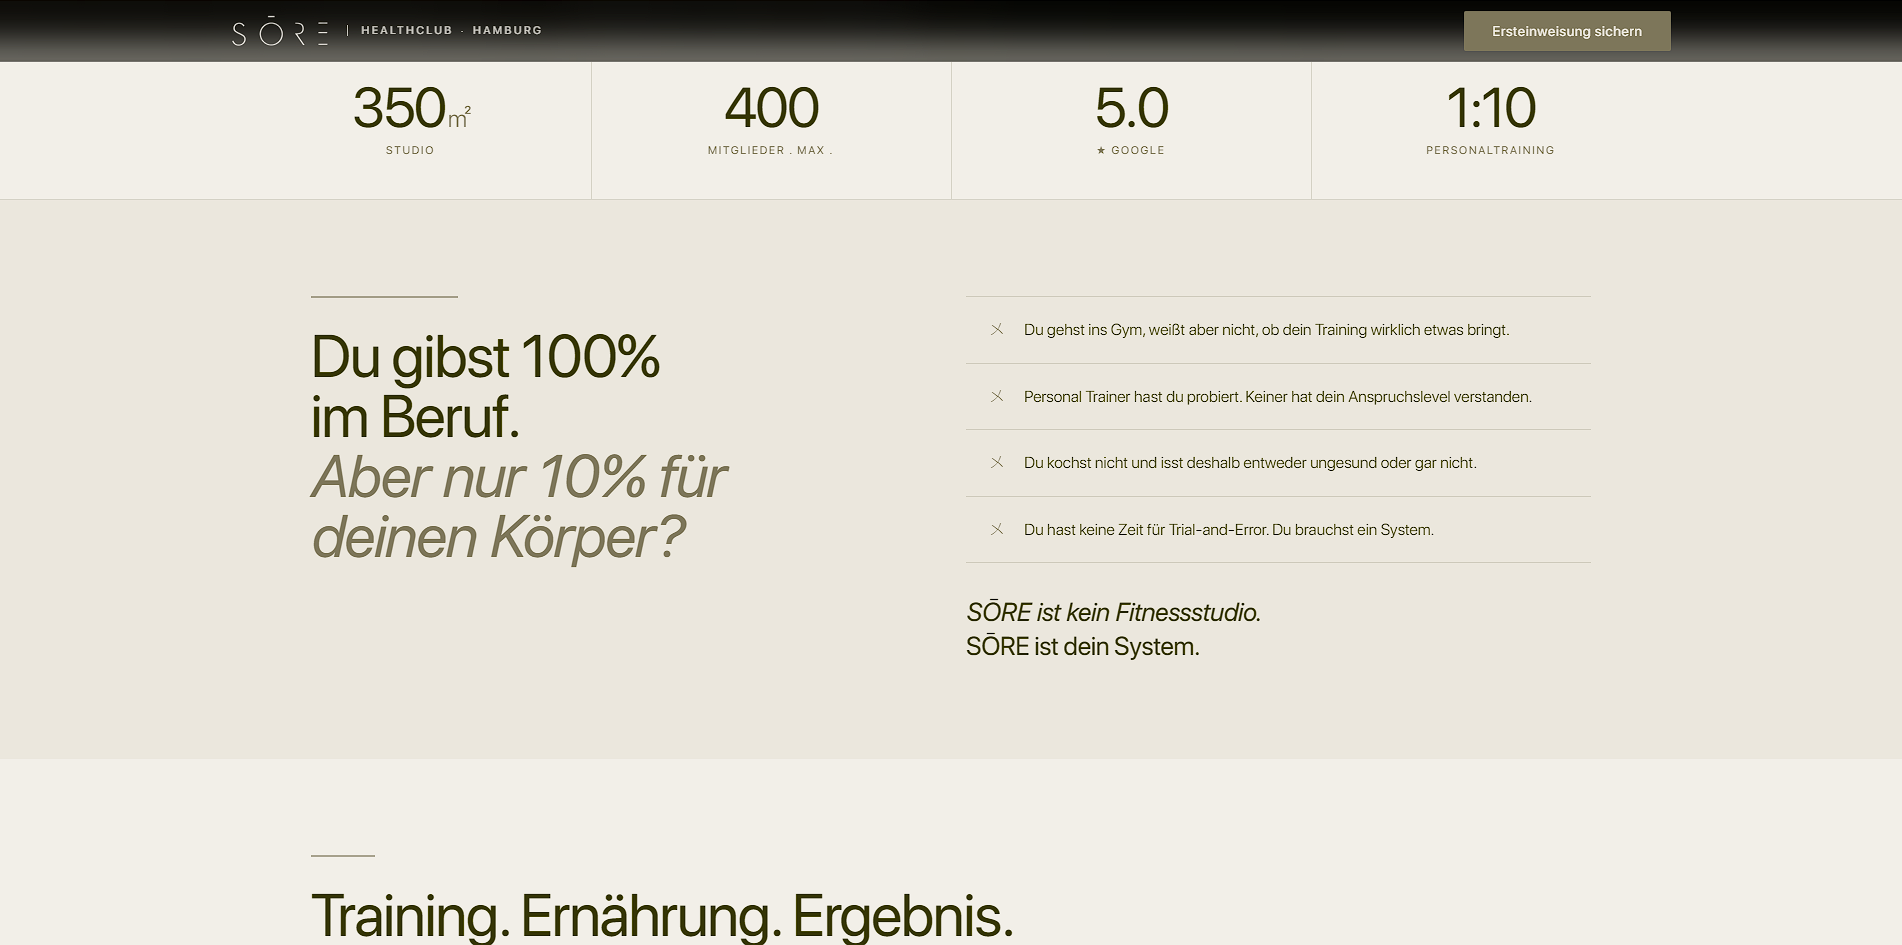 SŌRE | HEALTHCLUB · HAMBURG
Ersteinweisung sichern
350 m²
STUDIO
400
MITGLIEDER . MAX .
5.0
★ GOOGLE
1:10
PERSONALTRAINING
Du gibst 100%
im Beruf.
Aber nur 10% für
deinen Körper?
Du gehst ins Gym, weißt aber nicht, ob dein Training wirklich etwas bringt.
Personal Trainer hast du probiert. Keiner hat dein Anspruchslevel verstanden.
Du kochst nicht und isst deshalb entweder ungesund oder gar nicht.
Du hast keine Zeit für Trial-and-Error. Du brauchst ein System.
SŌRE ist kein Fitnessstudio.
SŌRE ist dein System.
Training. Ernährung. Ergebnis.